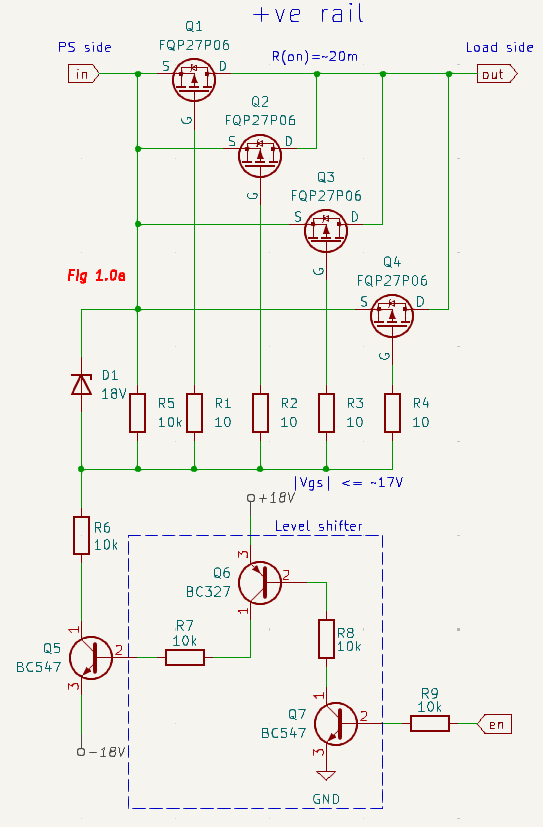 +ve rail
Q1
FQP27P06
PS side
Load side
R(on)=~20m
in
S
D
out
G
Q2
FQP27P06
S
D
G
Q3
FQP27P06
S
D
G
Fig 1.0a
Q4
FQP27P06
S
D
G
D1
18V
R5
10k
R1
10
R2
10
R3
10
R4
10
|Vgs| <= ~17V
+18V
R6
10k
Level shifter
3
Q6
BC327
2
1
R7
10k
R8
10k
1
Q5
BC547
2
3
1
Q7
BC547
2
3
R9
10k
en
-18V
GND